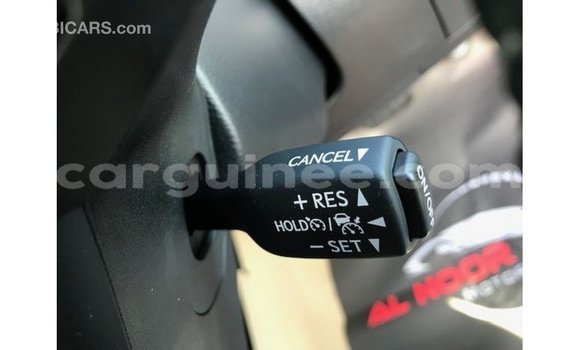 BICARS.com
CANCEL▼
carguinee.com
+ RES ▲
ON/OFF
HOLD / ◄
− SET ▼
AL NOOR